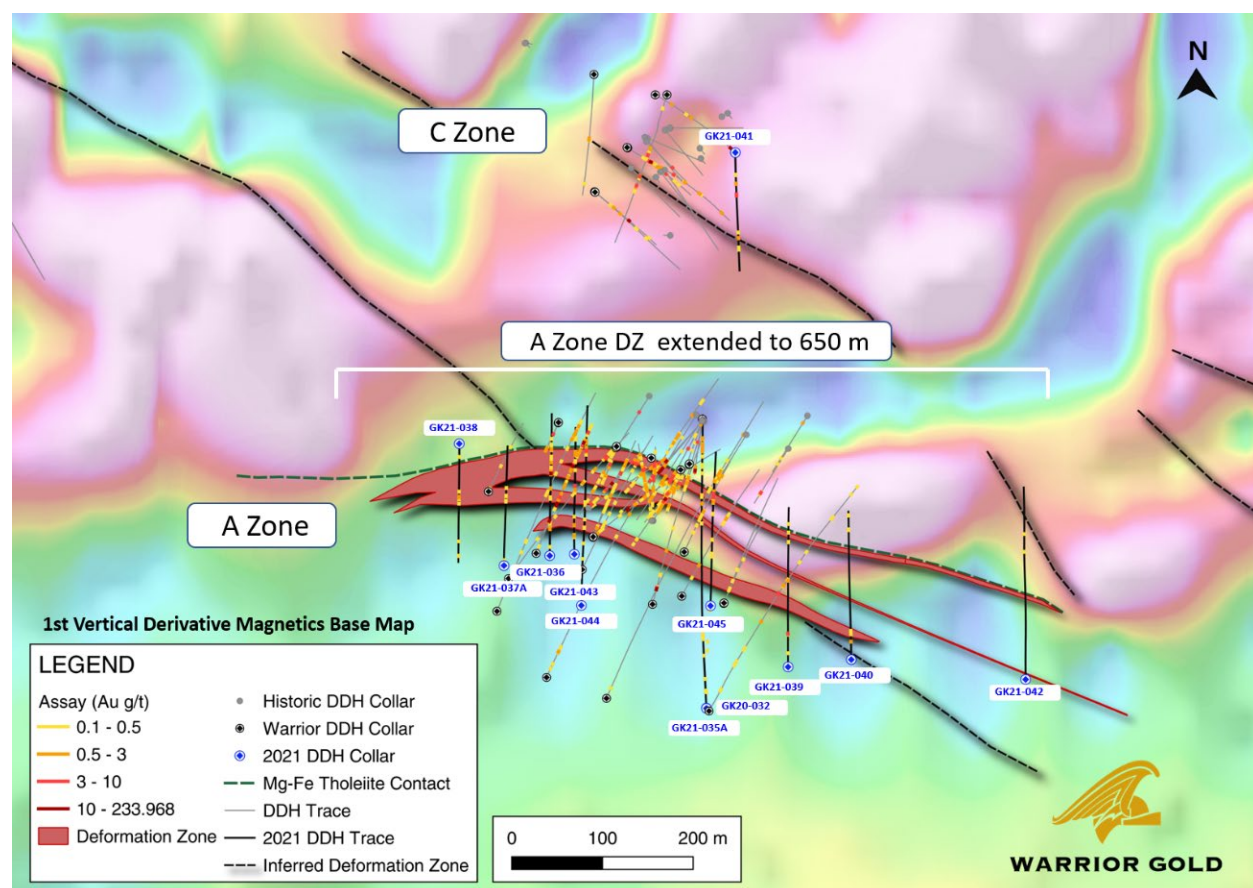 N
C Zone
GK21-041
A Zone DZ extended to 650 m
GK21-038
A Zone
GK21-037A
GK21-036
GK21-043
GK21-044
GK21-045
GK21-039
GK21-040
GK21-042
GK20-032
GK21-035A
1st Vertical Derivative Magnetics Base Map
LEGEND
Assay (Au g/t)
0.1 - 0.5
0.5 - 3
3 - 10
10 - 233.968
Deformation Zone
Historic DDH Collar
Warrior DDH Collar
2021 DDH Collar
Mg-Fe Tholeiite Contact
DDH Trace
2021 DDH Trace
Inferred Deformation Zone
0 100 200 m
WARRIOR GOLD